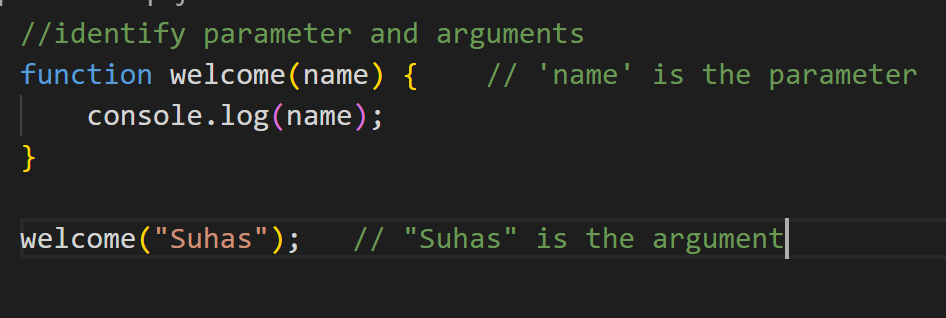 //identify parameter and arguments
function welcome(name) {    // 'name' is the parameter
    console.log(name);
}
welcome("Suhas");   // "Suhas" is the argument